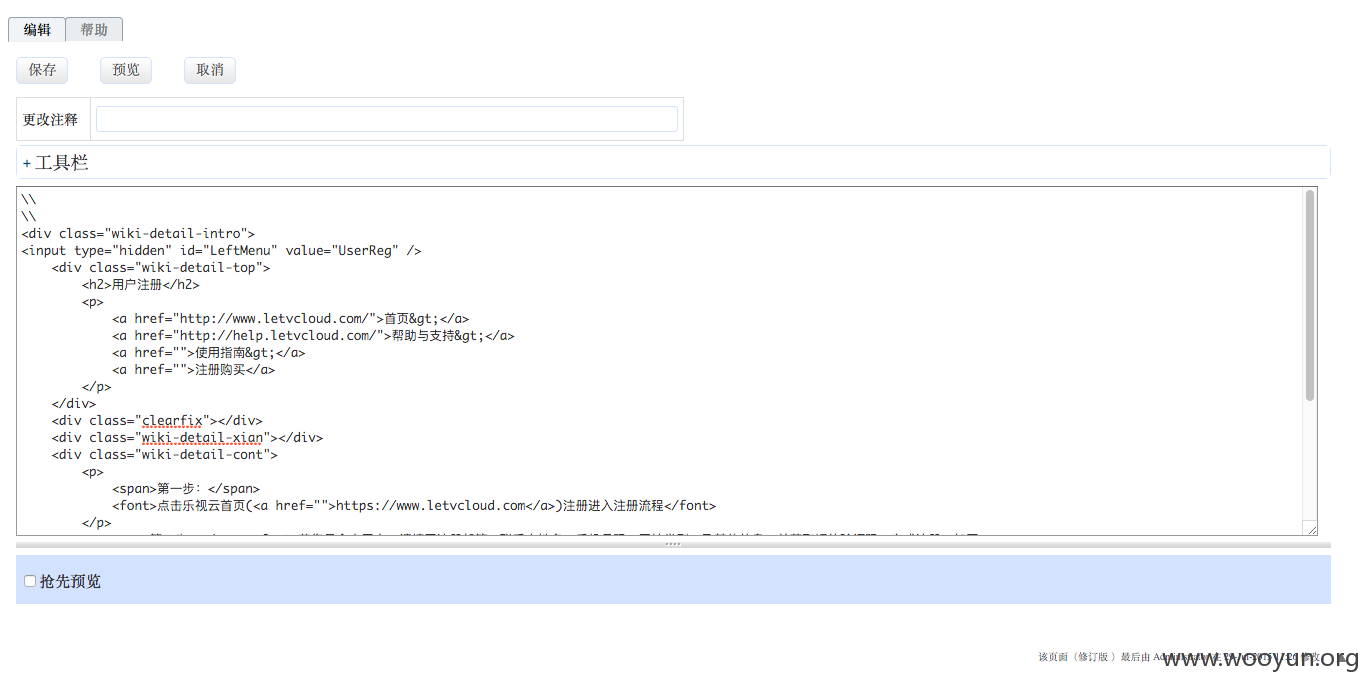 编辑 帮助
保存 预览 取消
更改注释
+ 工具栏
\\
\\
<div class="wiki-detail-intro">
<input type="hidden" id="LeftMenu" value="UserReg" />
<div class="wiki-detail-top">
<h2>用户注册</h2>
<p>
<a href="http://www.letvcloud.com/">首页&gt;</a>
<a href="http://help.letvcloud.com/">帮助与支持&gt;</a>
<a href="">使用指南&gt;</a>
<a href="">注册购买</a>
</p>
</div>
<div class="clearfix"></div>
<div class="wiki-detail-xian"></div>
<div class="wiki-detail-cont">
<p>
<span>第一步：</span>
<font>点击乐视云首页(<a href="">https://www.letvcloud.com</a>)注册进入注册流程</font>
</p>
抢先预览
该页面（修订版 ）最后由
www.wooyun.org